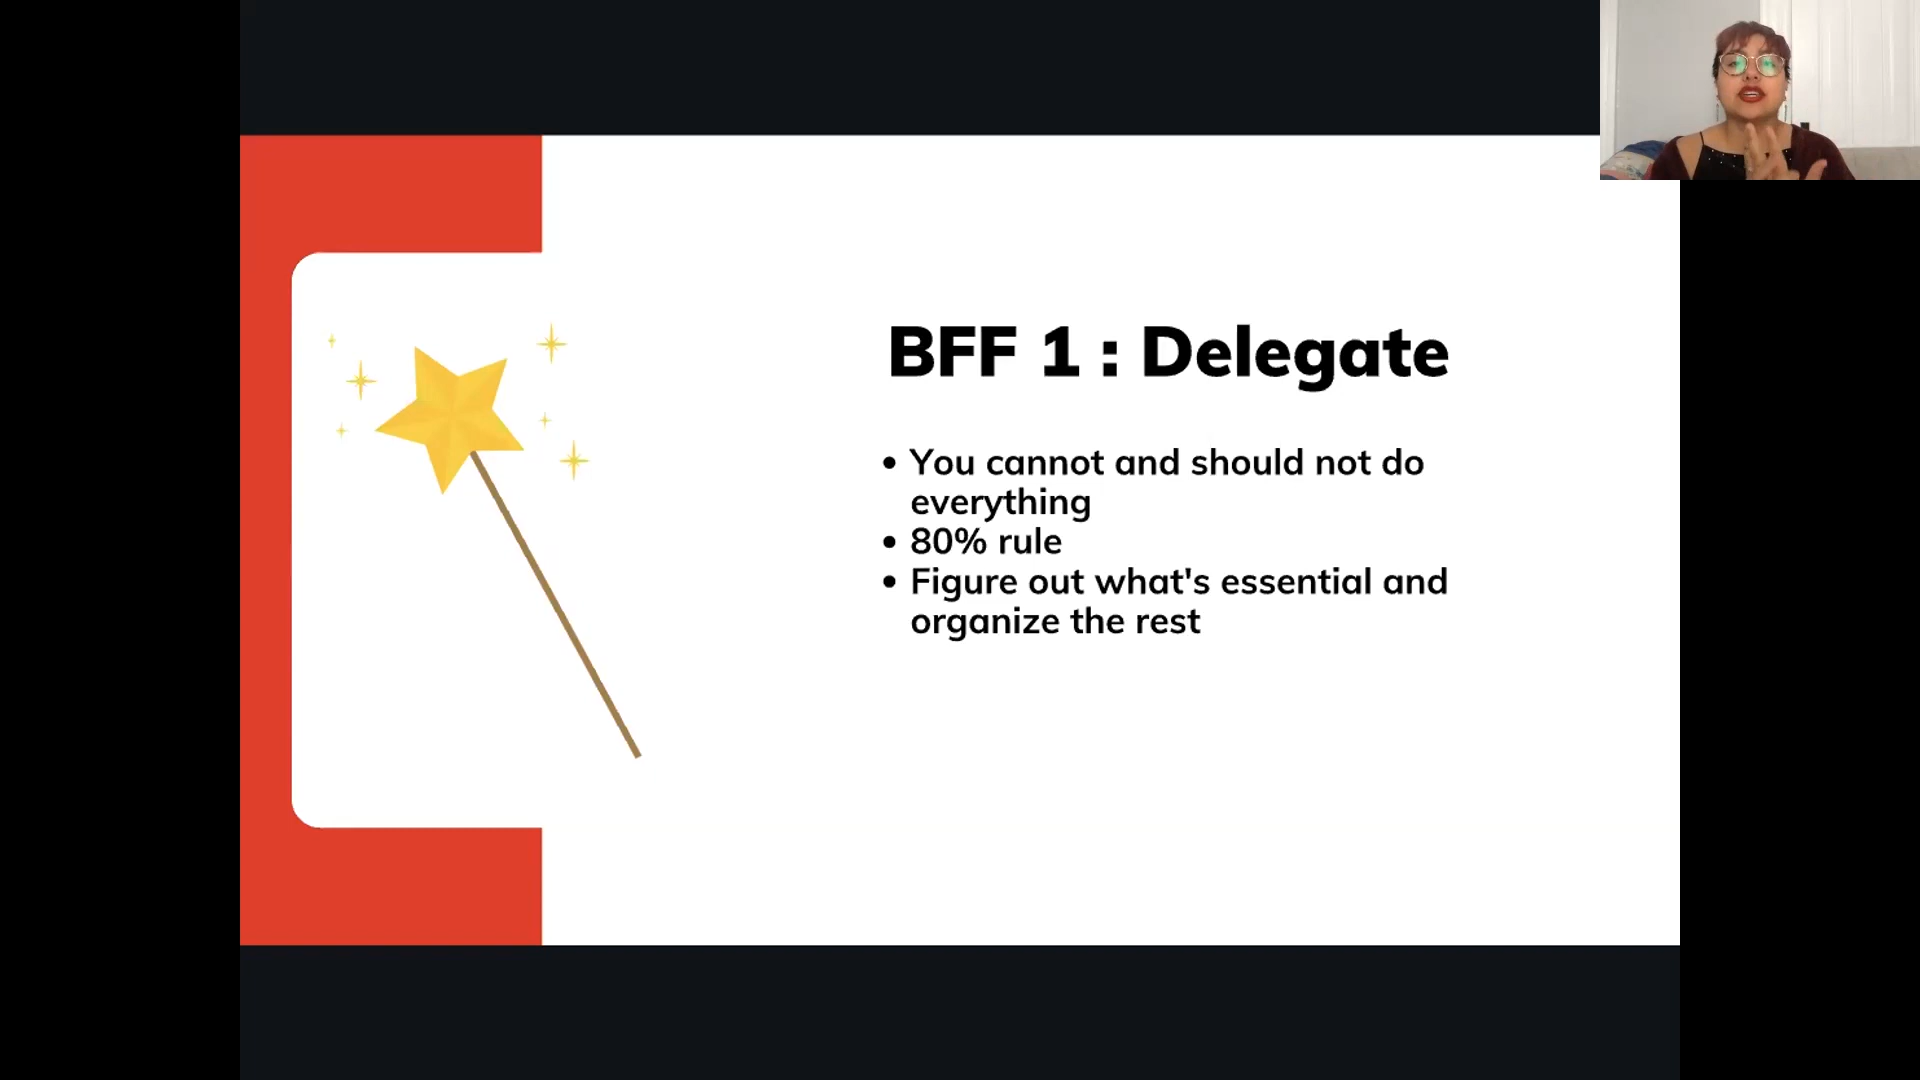 BFF 1 : Delegate
• You cannot and should not do
everything
• 80% rule
• Figure out what's essential and
organize the rest